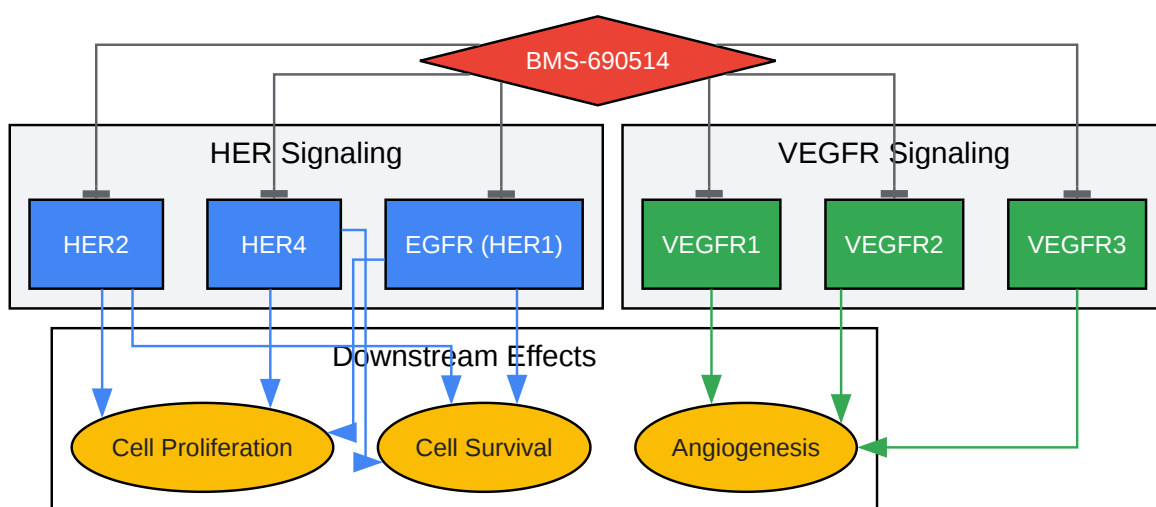 BMS-690514
HER Signaling
VEGFR Signaling
HER2
HER4
EGFR (HER1)
VEGFR1
VEGFR2
VEGFR3
Downstream Effects
Cell Proliferation
Cell Survival
Angiogenesis